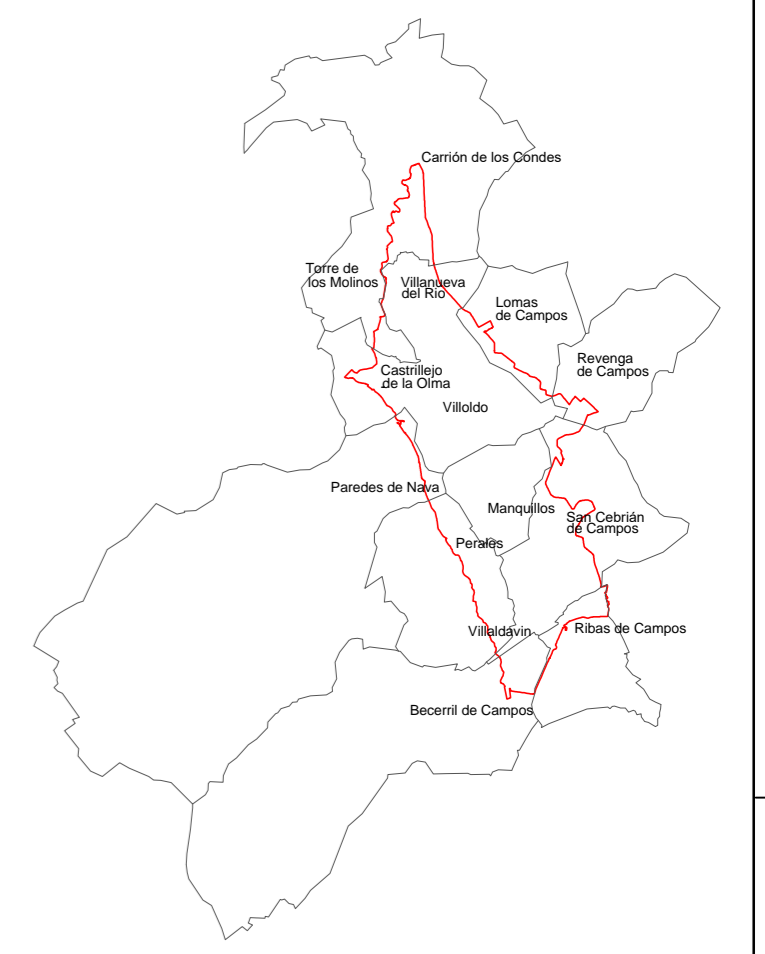 Carrión de los Condes
Torre de
los Molinos
Villanueva
del Río
Lomas
de Campos
Revenga
de Campos
Castrillejo
de la Olma
Villoldo
Paredes de Nava
Manquillos
San Cebrián
de Campos
Perales
Villaldavin
Ribas de Campos
Becerril de Campos